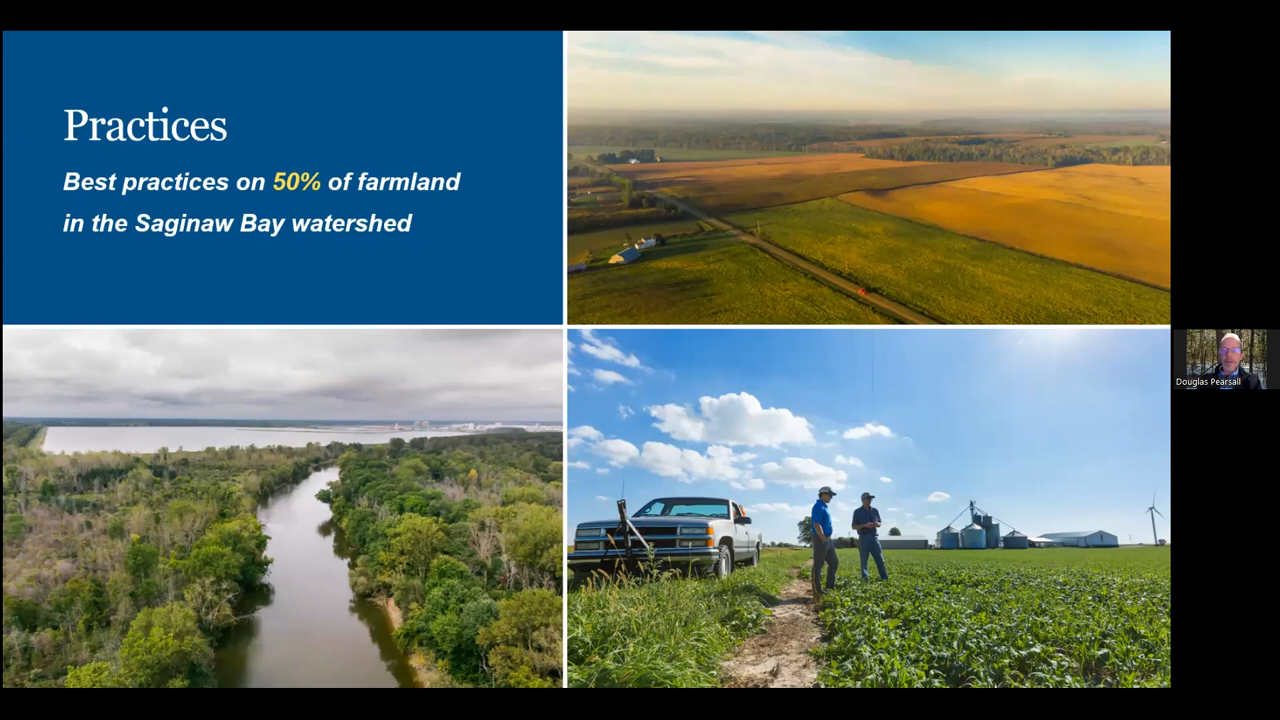 Practices
Best practices on 50% of farmland
in the Saginaw Bay watershed
Douglas Pearsall